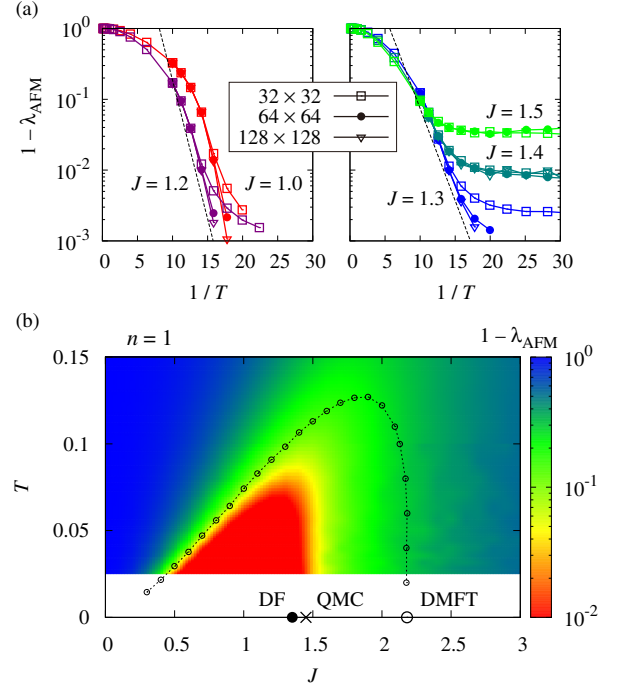 (a)
10^0
10^-1
10^-2
10^-3
1 − λ_AFM
32 × 32
64 × 64
128 × 128
J = 1.2
J = 1.0
J = 1.5
J = 1.4
J = 1.3
0 5 10 15 20 25 30
0 5 10 15 20 25 30
1 / T
1 / T
(b)
n = 1
1 − λ_AFM
0.15
0.1
0.05
0
T
DF
QMC
DMFT
0 0.5 1 1.5 2 2.5 3
J
10^0
10^-1
10^-2